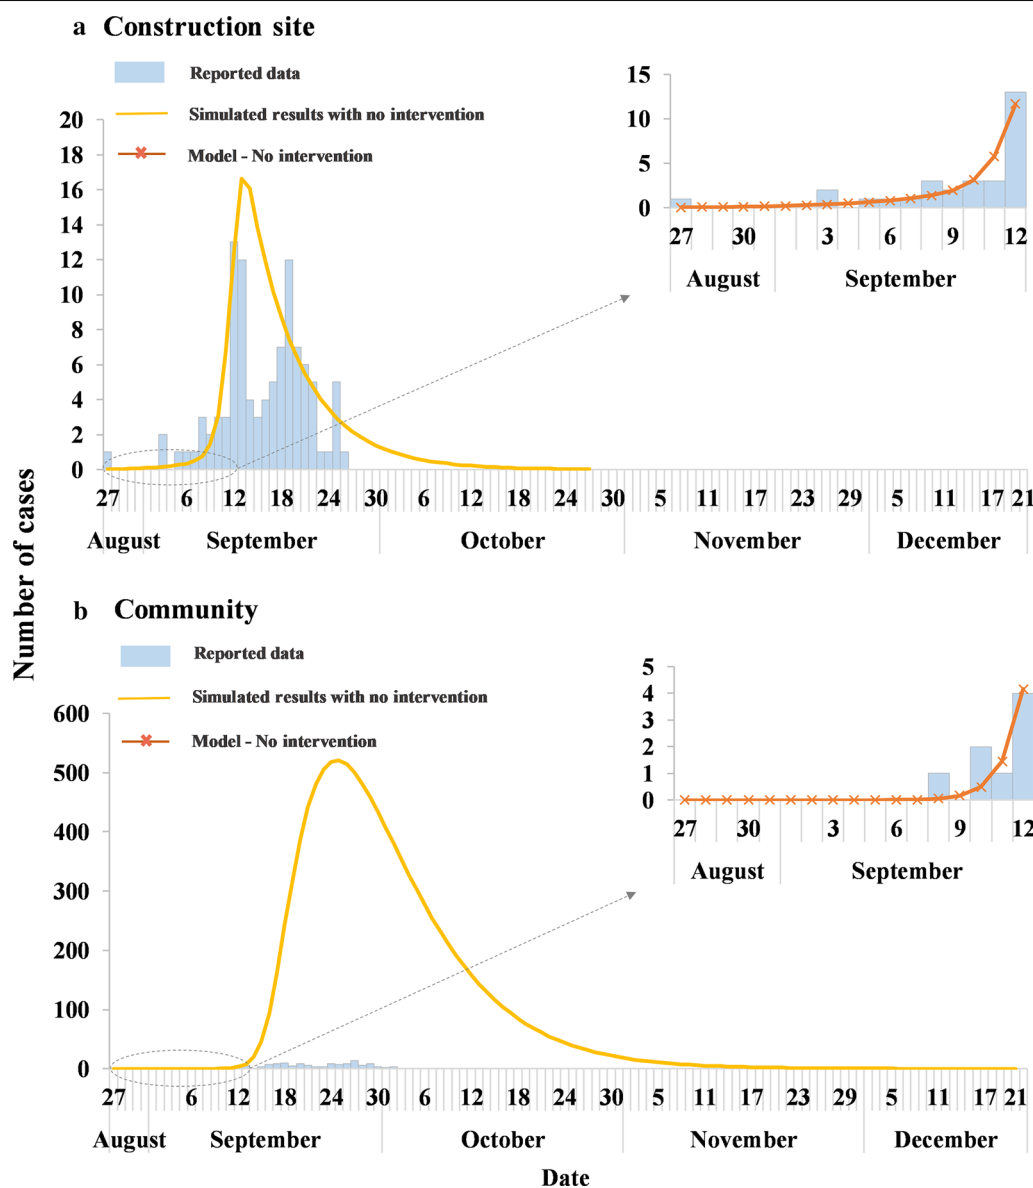 a Construction site
Reported data
Simulated results with no intervention
Model - No intervention
20
18
16
14
12
10
8
6
4
2
0
27 6 12 18 24 30 6 12 18 24 30 5 11 17 23 29 5 11 17 21
August September October November December
15
10
5
0
27 30 3 6 9 12
August September
Number of cases
b Community
Reported data
Simulated results with no intervention
Model - No intervention
600
500
400
300
200
100
0
27 6 12 18 24 30 6 12 18 24 30 5 11 17 23 29 5 11 17 21
August September October November December
5
4
3
2
1
0
27 30 3 6 9 12
August September
Date